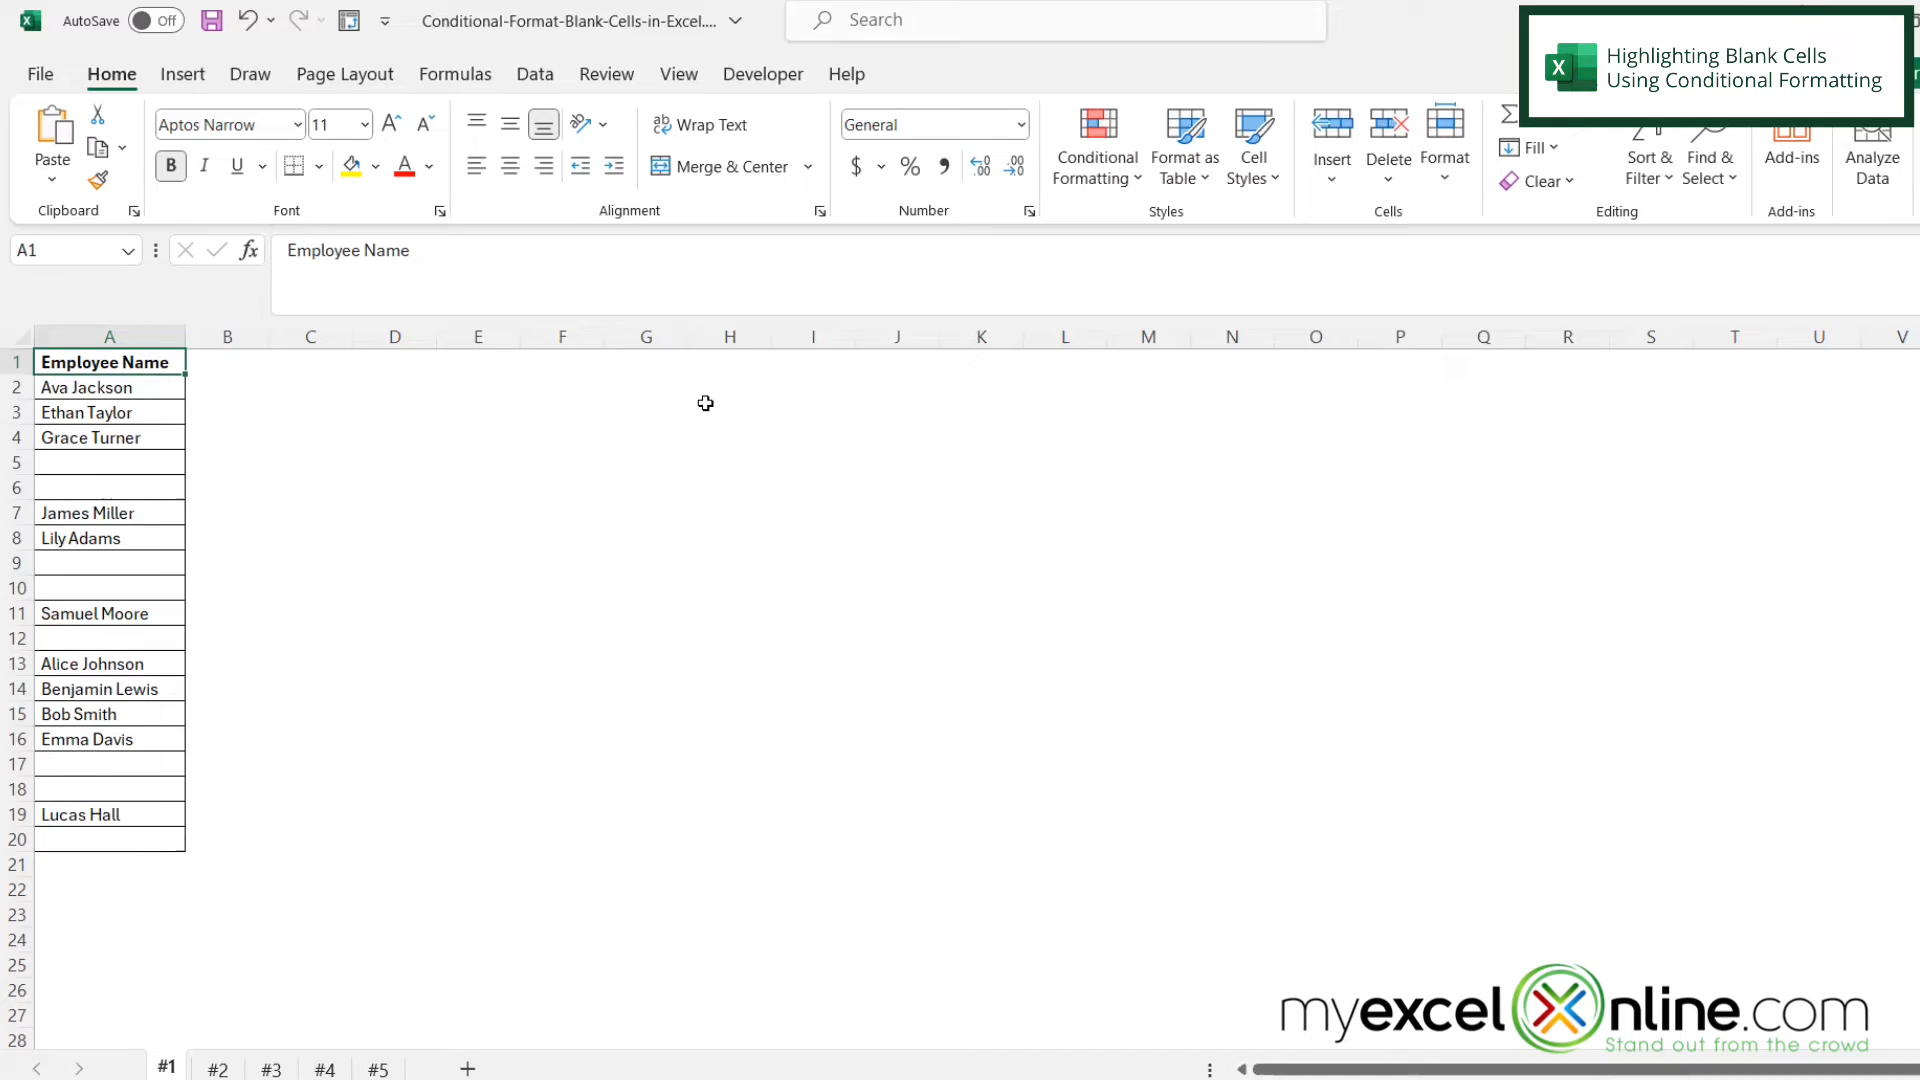 AutoSave Off Conditional-Format-Blank-Cells-in-Excel.... Search
Highlighting Blank Cells
Using Conditional Formatting
File Home Insert Draw Page Layout Formulas Data Review View Developer Help
Paste
Clipboard
Aptos Narrow 11
B I U A
Font
Wrap Text
Merge & Center
Alignment
General
$ % ,
Number
Conditional
Formatting
Format as
Table
Cell
Styles
Styles
Insert Delete Format
Cells
Fill
Clear
Sort &
Filter
Find &
Select
Editing
Add-ins
Add-ins
Analyze
Data
A1 fx Employee Name
A B C D E F G H I J K L M N O P Q R S T U V
1 Employee Name
2 Ava Jackson
3 Ethan Taylor
4 Grace Turner
5
6
7 James Miller
8 Lily Adams
9
10
11 Samuel Moore
12
13 Alice Johnson
14 Benjamin Lewis
15 Bob Smith
16 Emma Davis
17
18
19 Lucas Hall
20
21
22
23
24
25
26
27
28
myexcelonline.com
Stand out from the crowd
#1 #2 #3 #4 #5 +